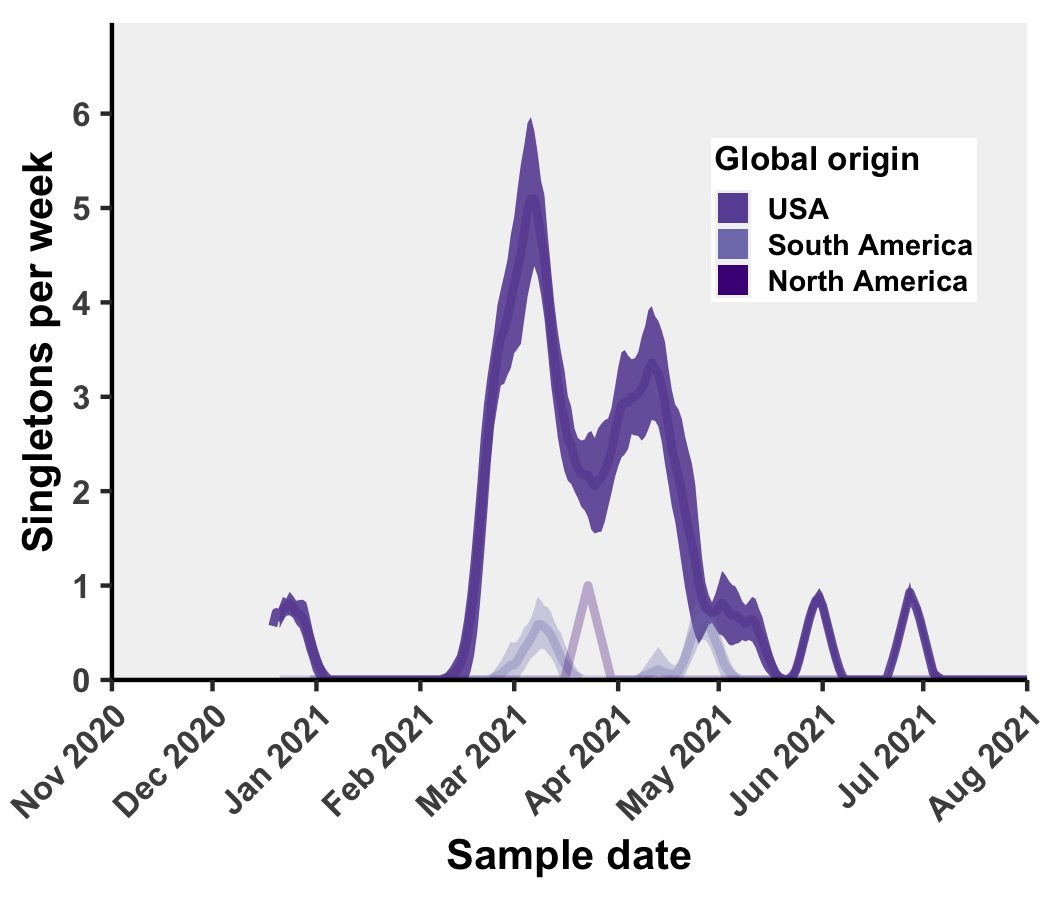 Singletons per week
6
5
4
3
2
1
0
Global origin
USA
South America
North America
Nov 2020
Dec 2020
Jan 2021
Feb 2021
Mar 2021
Apr 2021
May 2021
Jun 2021
Jul 2021
Aug 2021
Sample date